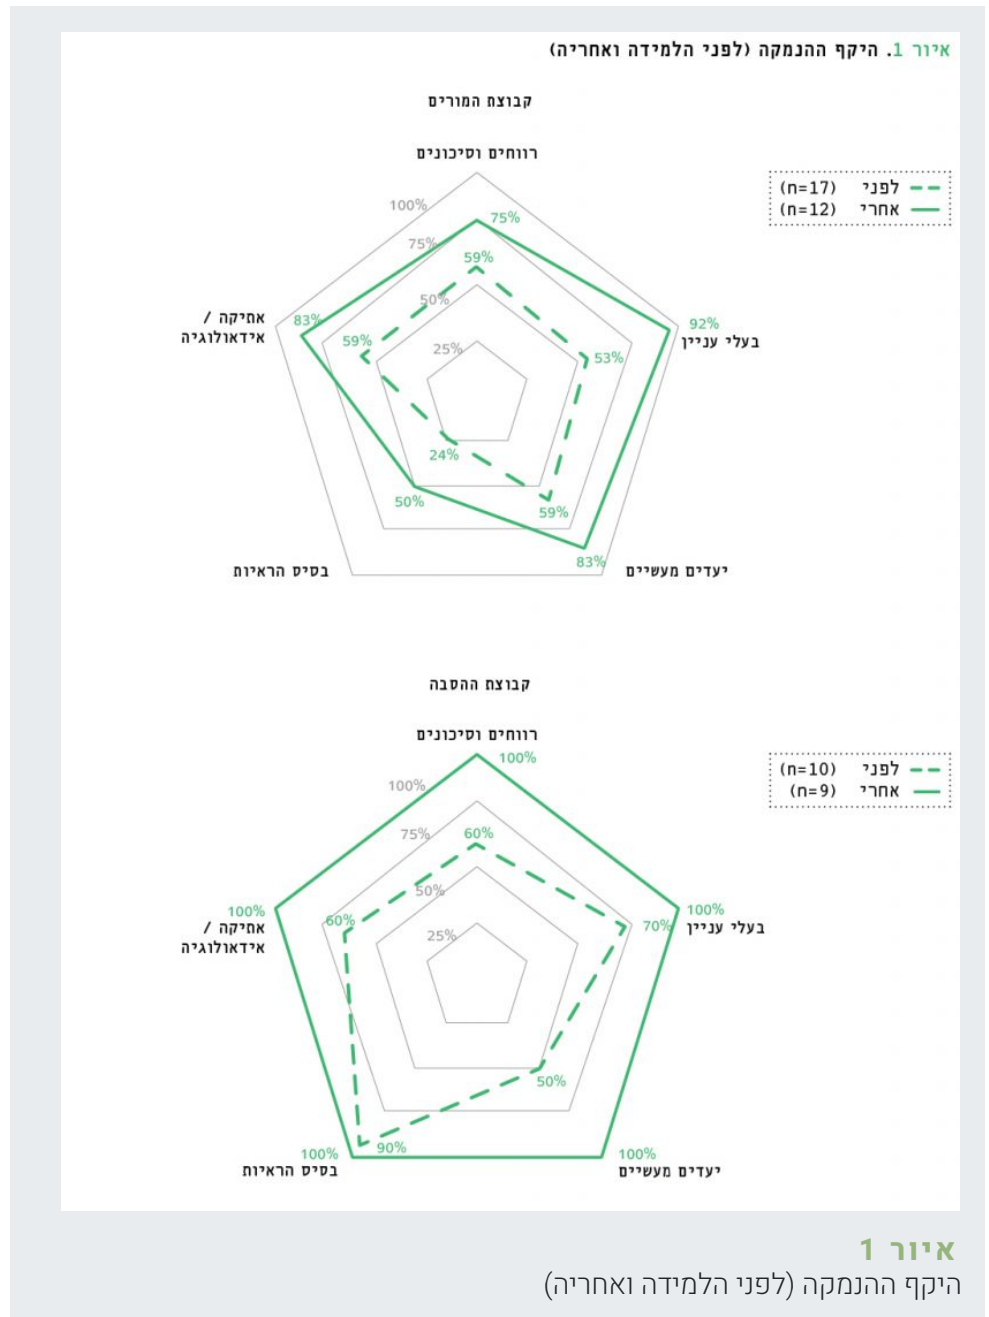 איור 1. היקף ההנמקה (לפני הלמידה ואחריה)
קבוצת המורים
רווחים וסיכונים
לפני (n=17)
אחרי (n=12)
100%
75%
75%
59%
50%
25%
אתיקה /
אידאולוגיה
83%
59%
92%
בעלי עניין
53%
24%
50%
59%
83%
בסיס הראיות
יעדים מעשיים
קבוצת ההסבה
רווחים וסיכונים
100%
לפני (n=10)
אחרי (n=9)
100%
75%
60%
50%
25%
100%
אתיקה /
אידאולוגיה
60%
100%
בעלי עניין
70%
50%
90%
100%
בסיס הראיות
100%
יעדים מעשיים
איור 1
היקף ההנמקה (לפני הלמידה ואחריה)